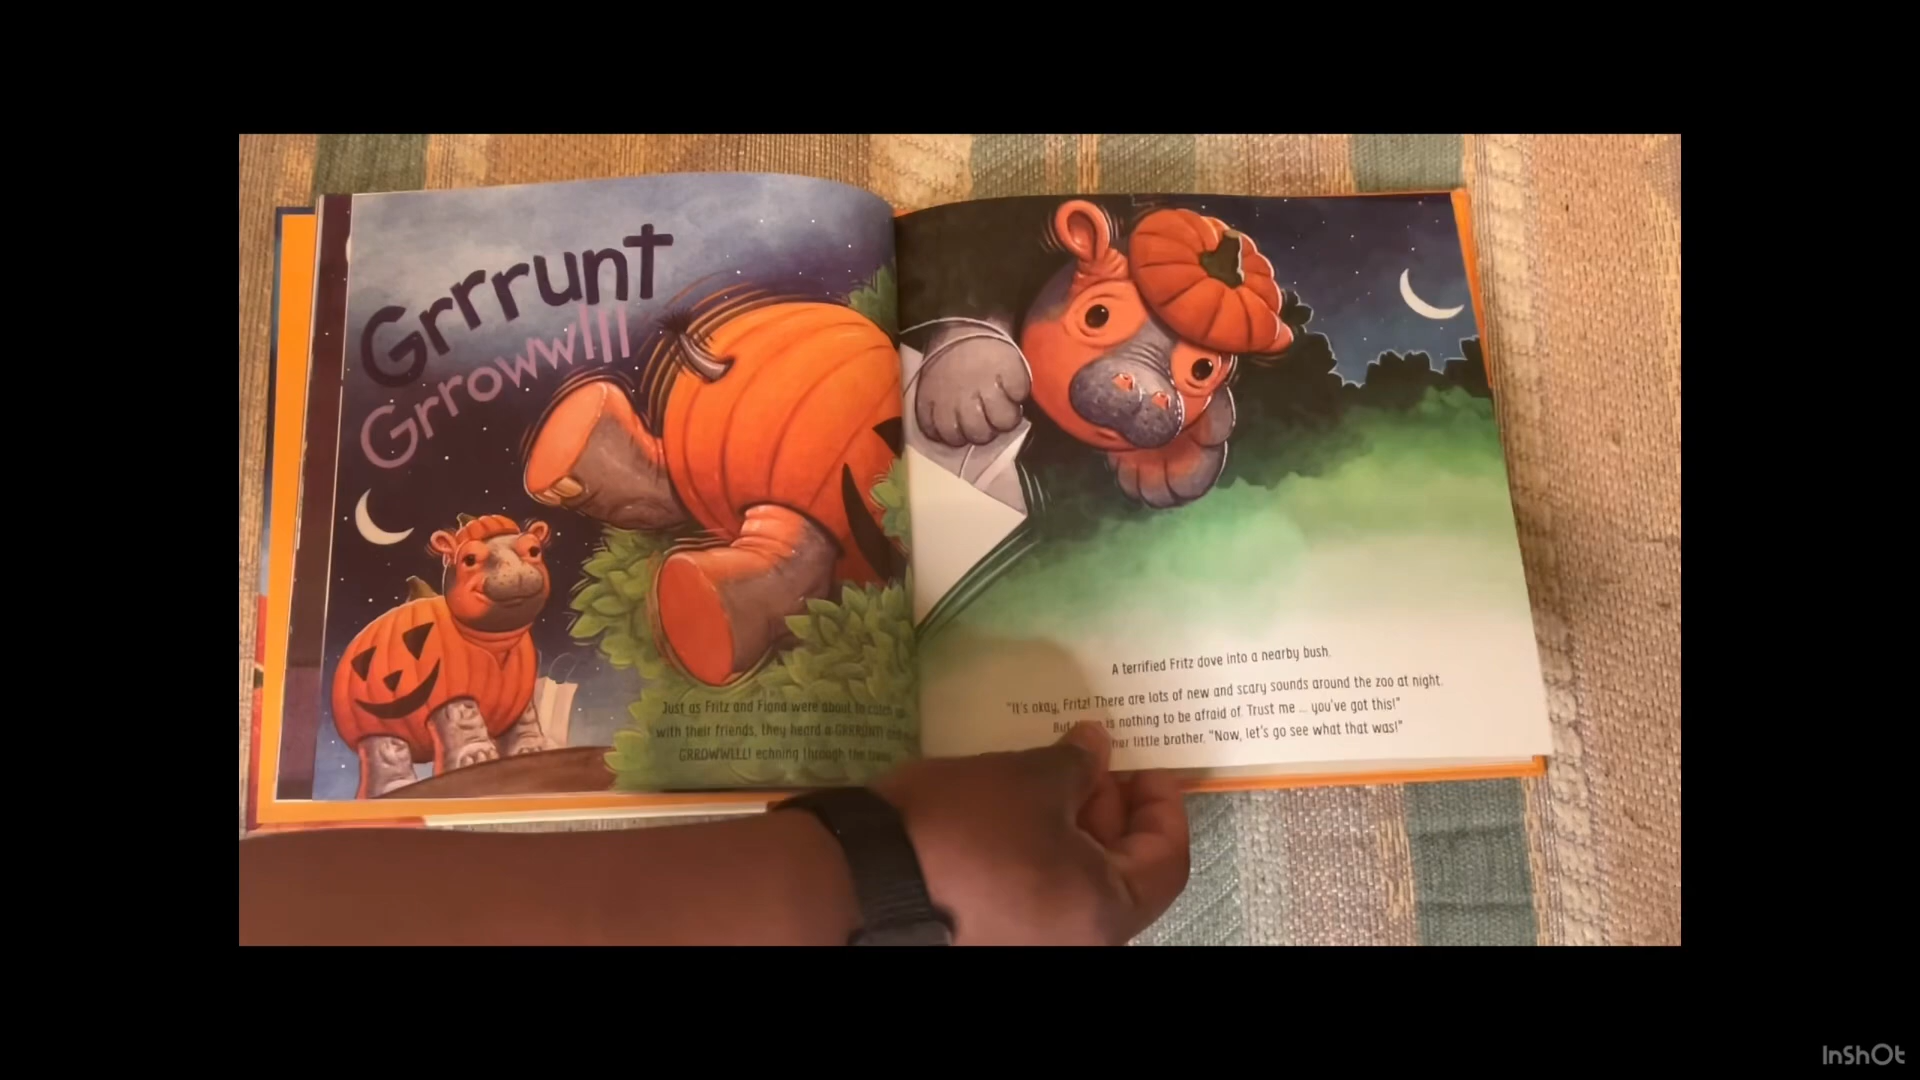 Grrrunt
Growwlll
Just as Fritz and Fiona were about to catch
with their friends, they heard a GRRRUNT! and
GRROWWLLL! echoing through the trees.
A terrified Fritz dove into a nearby bush.
"It's okay, Fritz! There are lots of new and scary sounds around the zoo at night.
But is nothing to be afraid of. Trust me ... you've got this!"
her little brother. "Now, let's go see what that was!"
InShOt